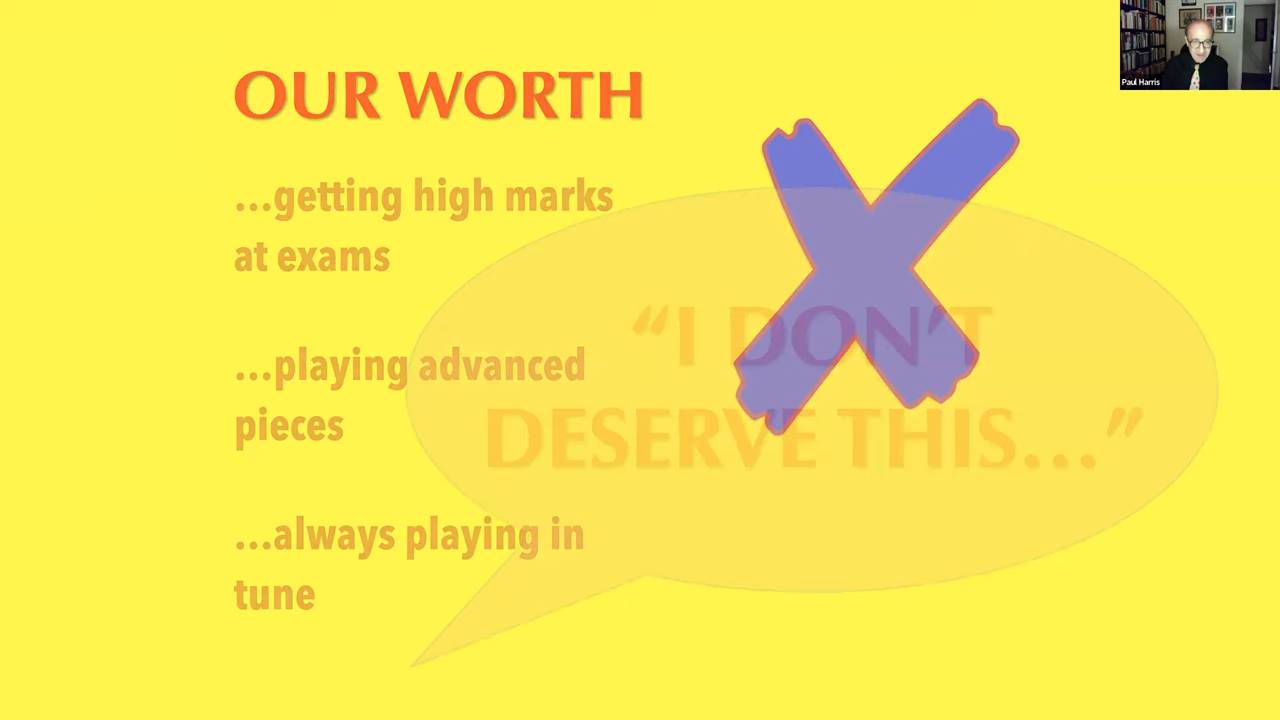 OUR WORTH
...getting high marks
at exams
...playing advanced
pieces
...always playing in
tune
“I DON’T
DESERVE THIS...”
Paul Harris